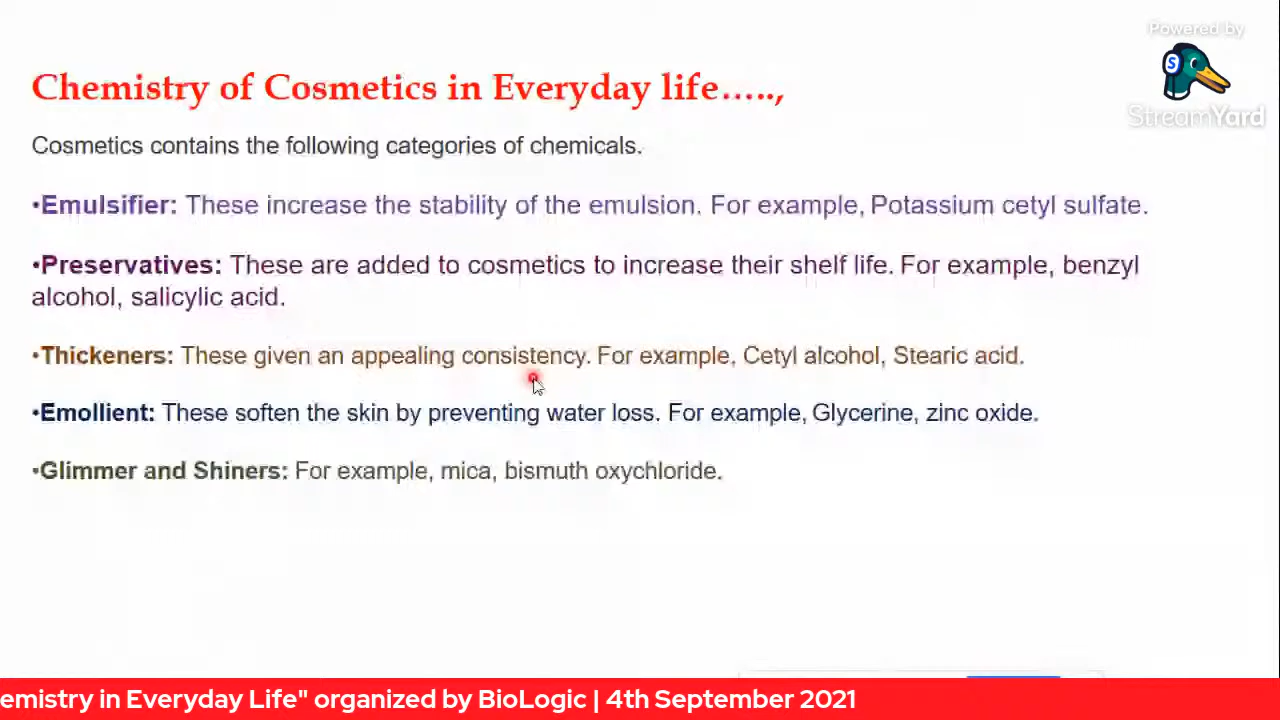 Powered by
StreamYard
Chemistry of Cosmetics in Everyday life…..,
Cosmetics contains the following categories of chemicals.
•Emulsifier: These increase the stability of the emulsion. For example, Potassium cetyl sulfate.
•Preservatives: These are added to cosmetics to increase their shelf life. For example, benzyl
alcohol, salicylic acid.
•Thickeners: These given an appealing consistency. For example, Cetyl alcohol, Stearic acid.
•Emollient: These soften the skin by preventing water loss. For example, Glycerine, zinc oxide.
•Glimmer and Shiners: For example, mica, bismuth oxychloride.
emistry in Everyday Life" organized by BioLogic | 4th September 2021